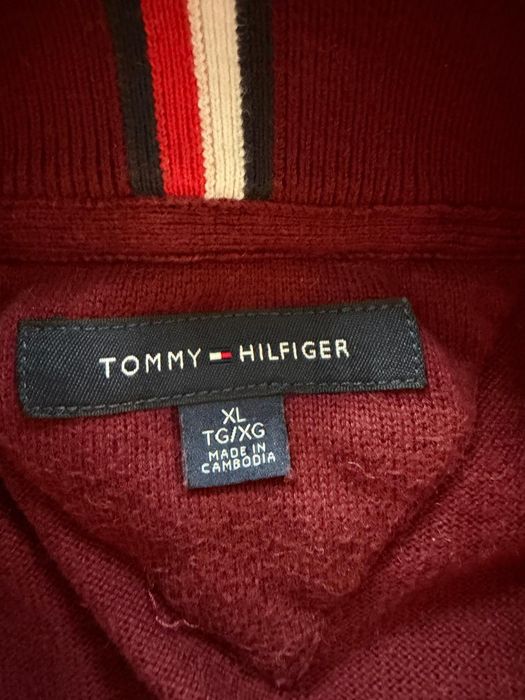 TOMMY HILFIGER
XL
TG/XG
MADE IN
CAMBODIA